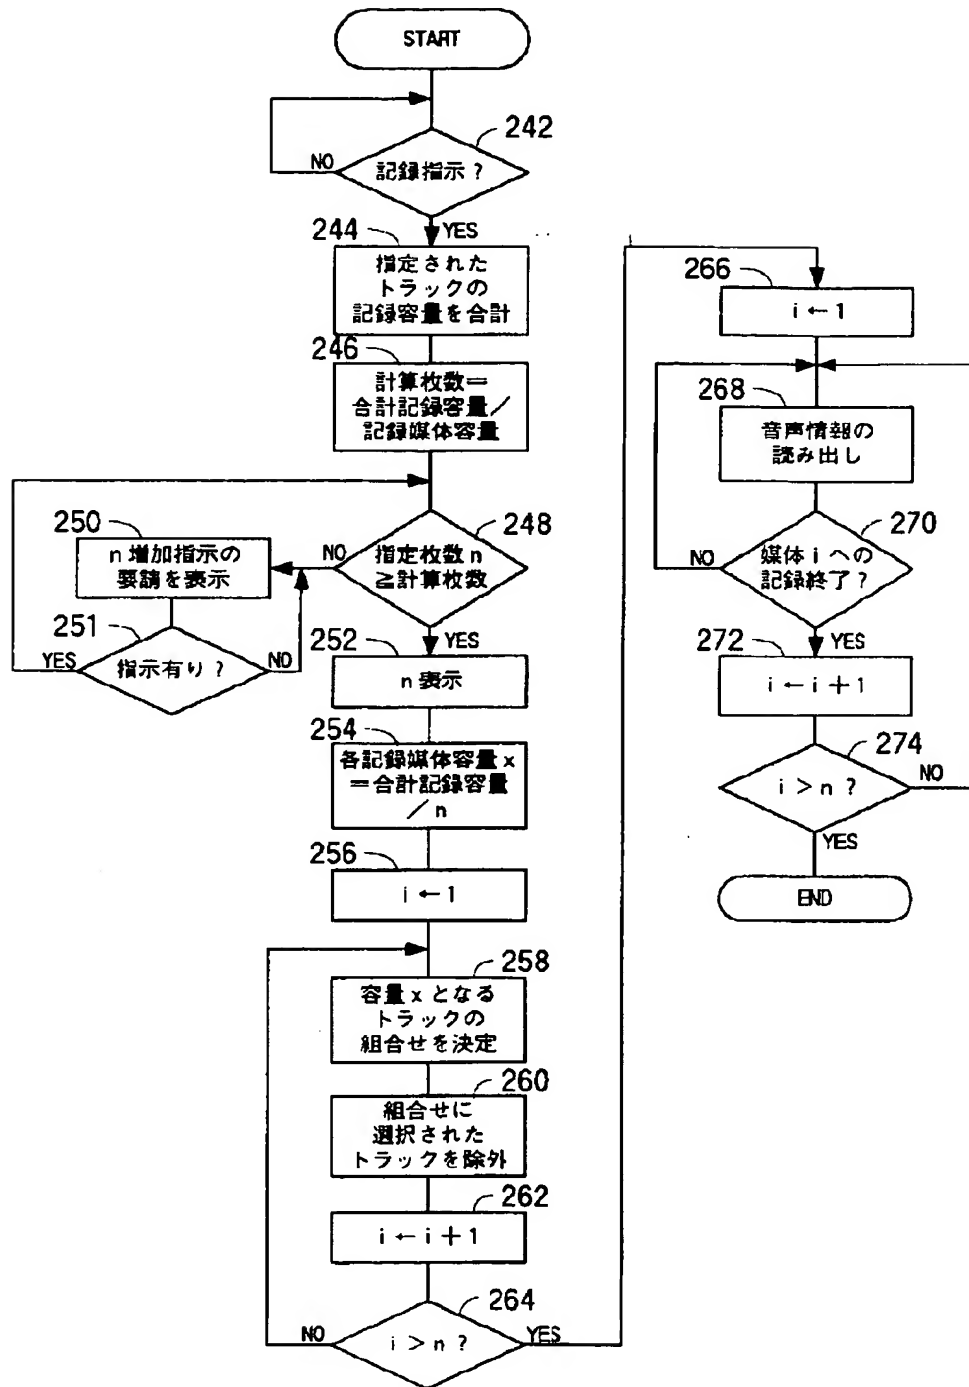 START
242
記録指示？
NO
YES
244
指定された
トラックの
記録容量を合計
246
計算枚数＝
合計記録容量／
記録媒体容量
248
指定枚数 n
≧計算枚数
NO
YES
250
n 増加指示の
要請を表示
251
指示有り？
YES
NO
252
n 表示
254
各記録媒体容量 x
＝合計記録容量
／n
256
i ← 1
258
容量 x となる
トラックの
組合せを決定
260
組合せに
選択された
トラックを除外
262
i ← i ＋ 1
264
i > n ?
NO
YES
266
i ← 1
268
音声情報の
読み出し
270
媒体 i への
記録終了？
NO
YES
272
i ← i ＋ 1
274
i > n ?
NO
YES
END